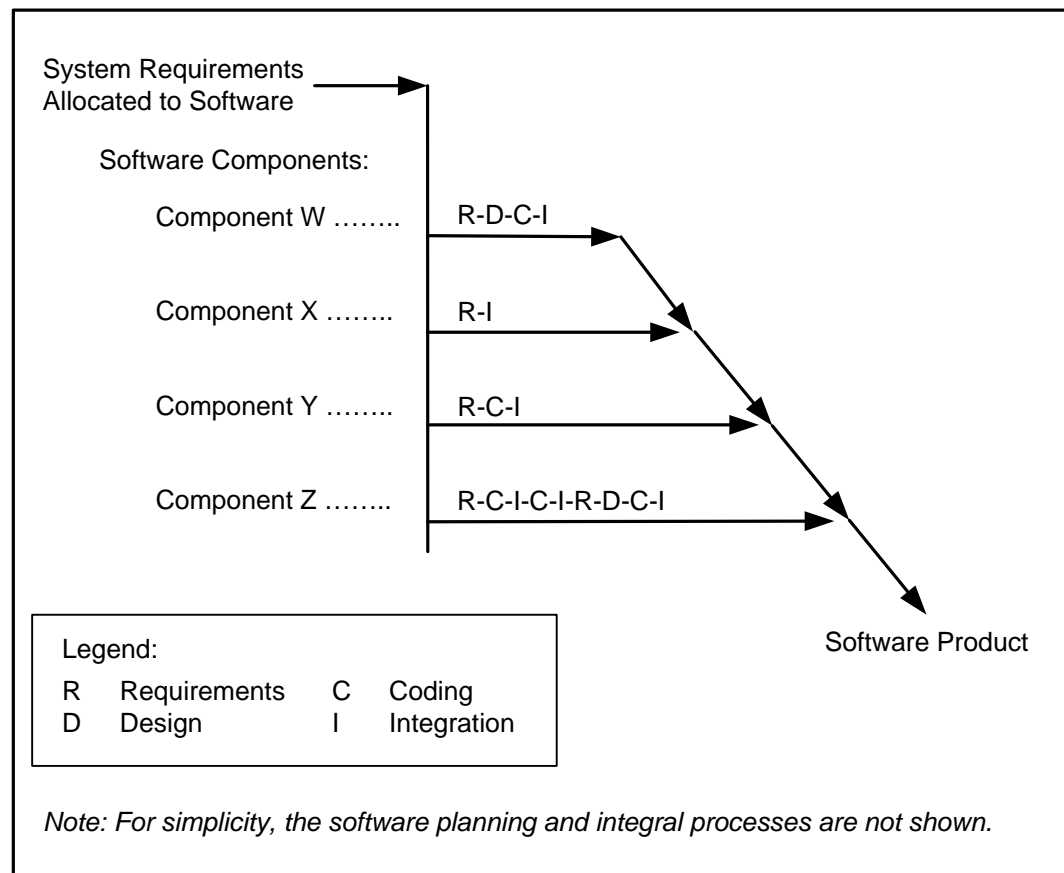 System Requirements
Allocated to Software
Software Components:
Component W ……..
R-D-C-I
Component X ……..
R-I
Component Y ……..
R-C-I
Component Z ……..
R-C-I-C-I-R-D-C-I
Software Product
Legend:
R Requirements C Coding
D Design I Integration
Note: For simplicity, the software planning and integral processes are not shown.